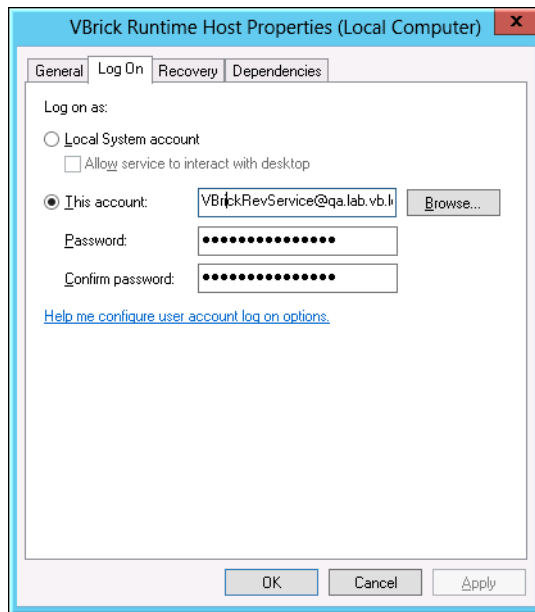 VBrick Runtime Host Properties (Local Computer) x
General Log On Recovery Dependencies
Log on as:
Local System account
Allow service to interact with desktop
This account: VBrickRevService@qa.lab.vb.l Browse...
Password: ●●●●●●●●●●●●●●●
Confirm password: ●●●●●●●●●●●●●●●
Help me configure user account log on options.
OK Cancel Apply